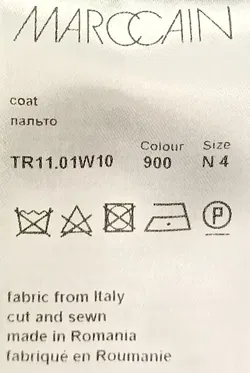 MARCCAIN
coat
пальто
Colour Size
TR11.01W10 900 N 4
P
fabric from Italy
cut and sewn
made in Romania
fabriqué en Roumanie